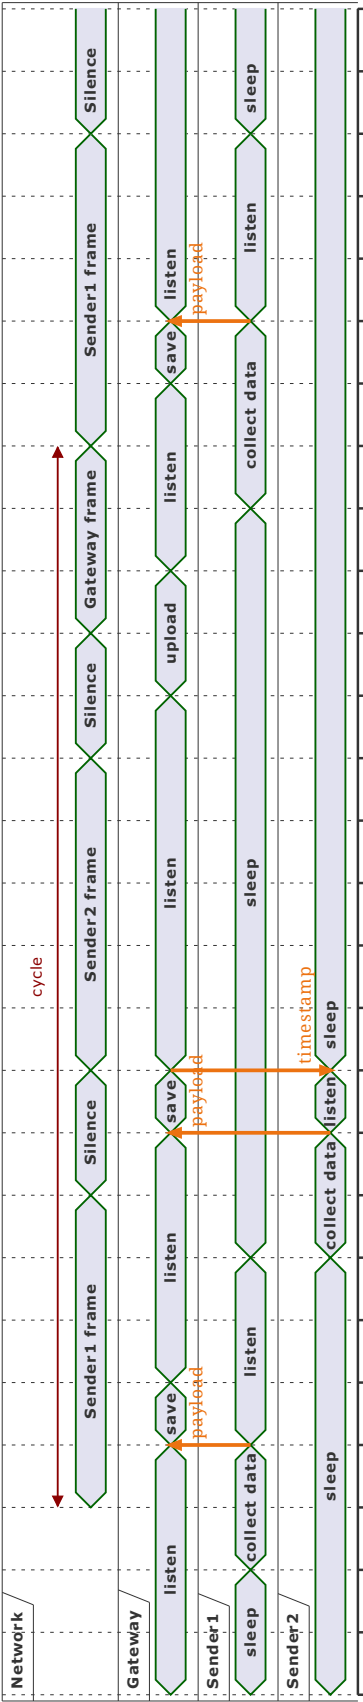 Network
cycle
Sender1 frame
Silence
Sender2 frame
Silence
Gateway frame
Sender1 frame
Silence
Gateway
listen
save
listen
save
listen
upload
listen
save
listen
payload
payload
payload
Sender1
sleep
collect data
listen
sleep
collect data
listen
sleep
Sender2
timestamp
sleep
collect data
listen
sleep